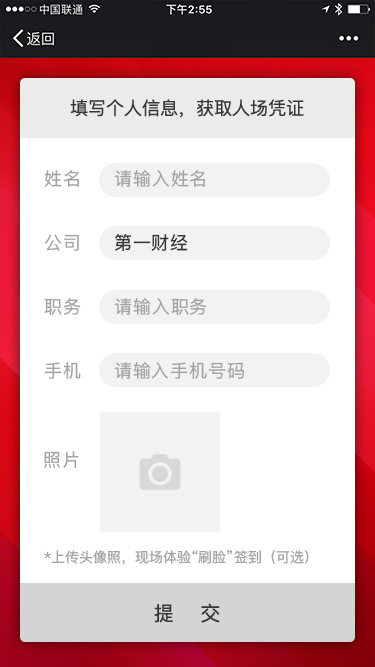 中国联通 下午2:55
返回
填写个人信息，获取人场凭证
姓名 请输入姓名
公司 第一财经
职务 请输入职务
手机 请输入手机号码
照片
*上传头像照，现场体验“刷脸”签到（可选）
提 交